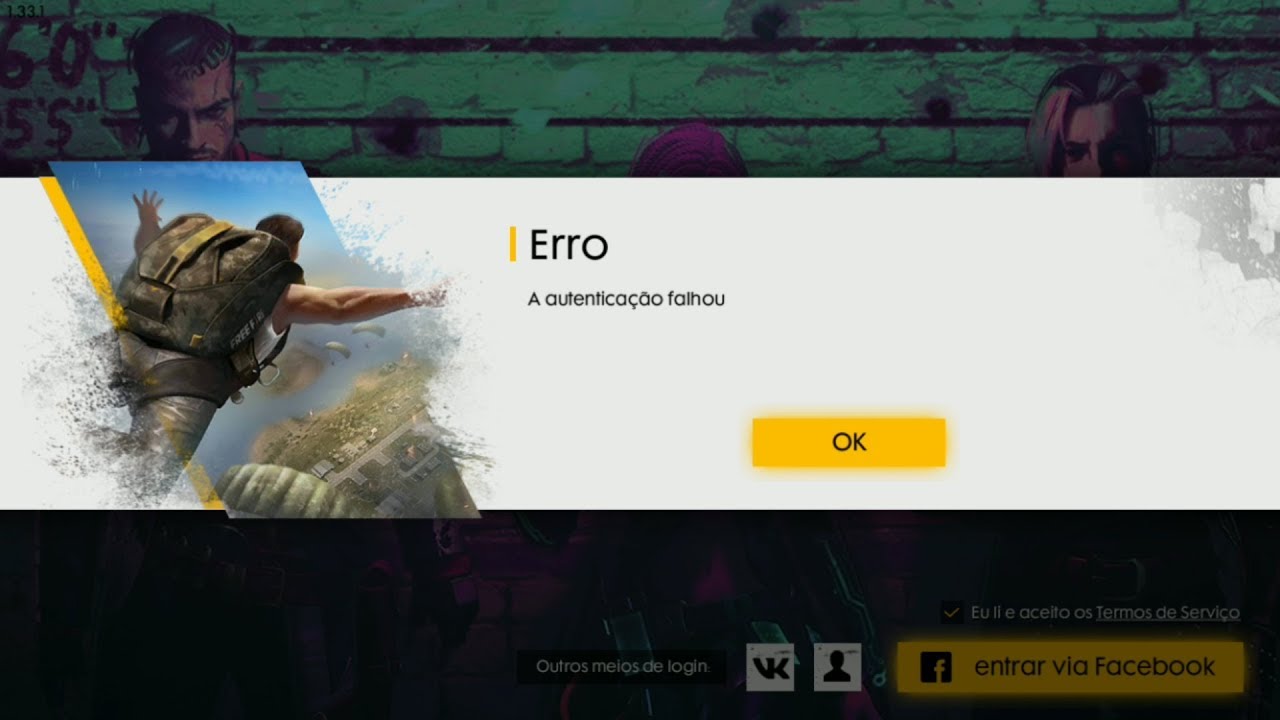 1.33.1
6'0"
5'5"
FREE
Erro
A autenticação falhou
OK
Eu li e aceito os Termos de Serviço
Outros meios de login:
entrar via Facebook